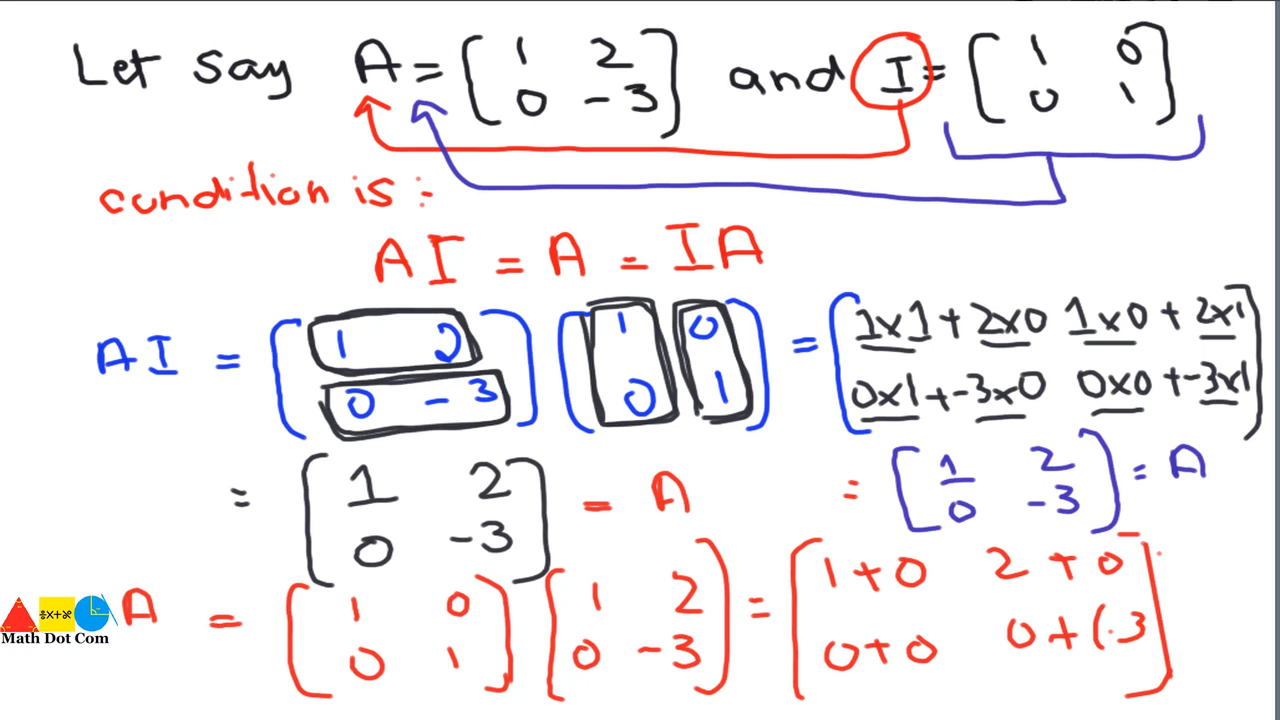 Let say A = [ 1 2 ; 0 -3 ] and I = [ 1 0 ; 0 1 ]
condition is :-
AI = A = IA
AI = [ 1 2 ; 0 -3 ] [ 1 0 ; 0 1 ] = [ 1x1 + 2x0 1x0 + 2x1 ; 0x1 + -3x0 0x0 + -3x1 ]
= [ 1 2 ; 0 -3 ] = A
= [ 1 2 ; 0 -3 ] = A
A = [ 1 0 ; 0 1 ] [ 1 2 ; 0 -3 ] = [ 1+0 2+0 ; 0+0 0+(-3 ]
Math Dot Com